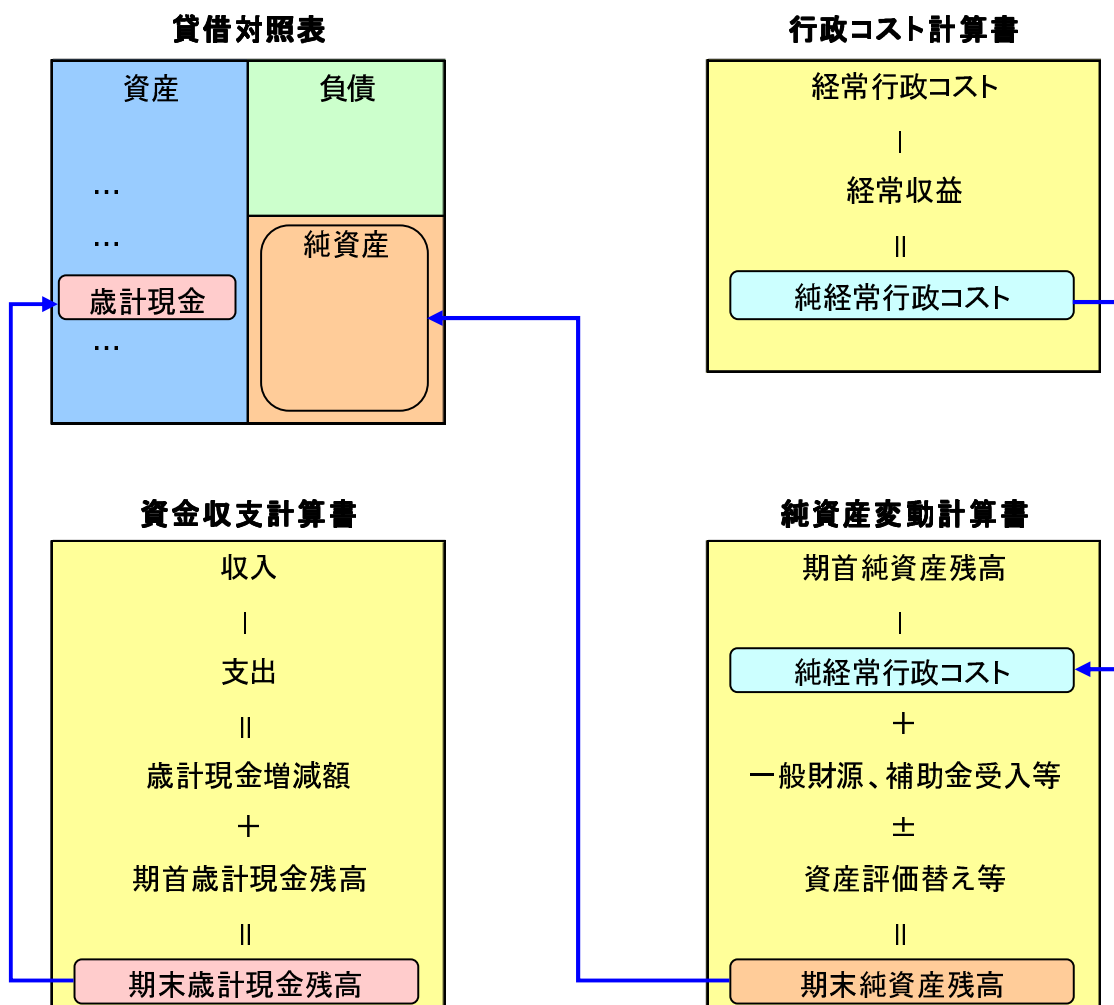 貸借対照表
資産
負債
…
…
純資産
歳計現金
…
行政コスト計算書
経常行政コスト
－
経常収益
＝
純経常行政コスト
資金収支計算書
収入
－
支出
＝
歳計現金増減額
＋
期首歳計現金残高
＝
期末歳計現金残高
純資産変動計算書
期首純資産残高
－
純経常行政コスト
＋
一般財源、補助金受入等
±
資産評価替え等
＝
期末純資産残高